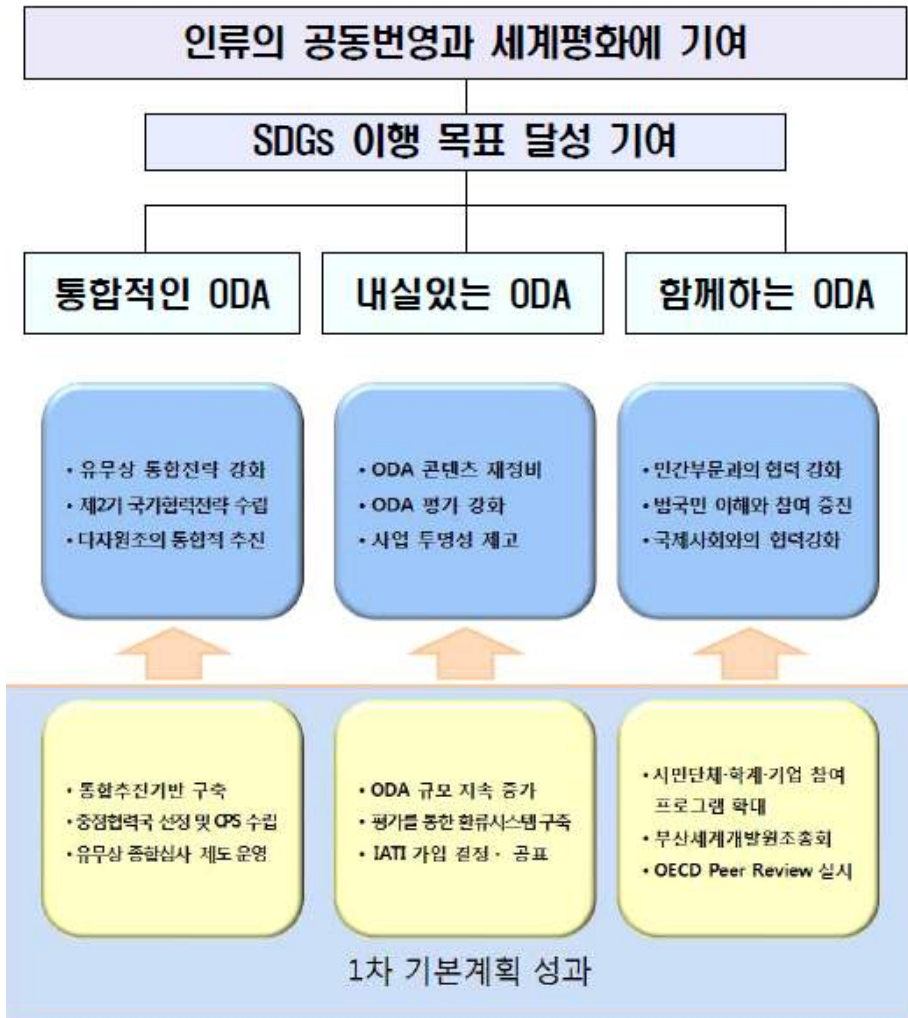 인류의 공동번영과 세계평화에 기여
SDGs 이행 목표 달성 기여
통합적인 ODA
내실있는 ODA
함께하는 ODA
• 유무상 통합전략 강화
• 제2기 국가협력전략 수립
• 다자원조의 통합적 추진
• ODA 콘텐츠 재정비
• ODA 평가 강화
• 사업 투명성 제고
• 민간부문과의 협력 강화
• 범국민 이해와 참여 증진
• 국제사회와의 협력강화
• 통합추진기반 구축
• 중점협력국 선정 및 CPS 수립
• 유무상 종합심사 제도 운영
• ODA 규모 지속 증가
• 평가를 통한 환류시스템 구축
• IATI 가입 결정 · 공표
• 시민단체·학계·기업 참여
프로그램 확대
• 부산세계개발원조총회
• OECD Peer Review 실시
1차 기본계획 성과